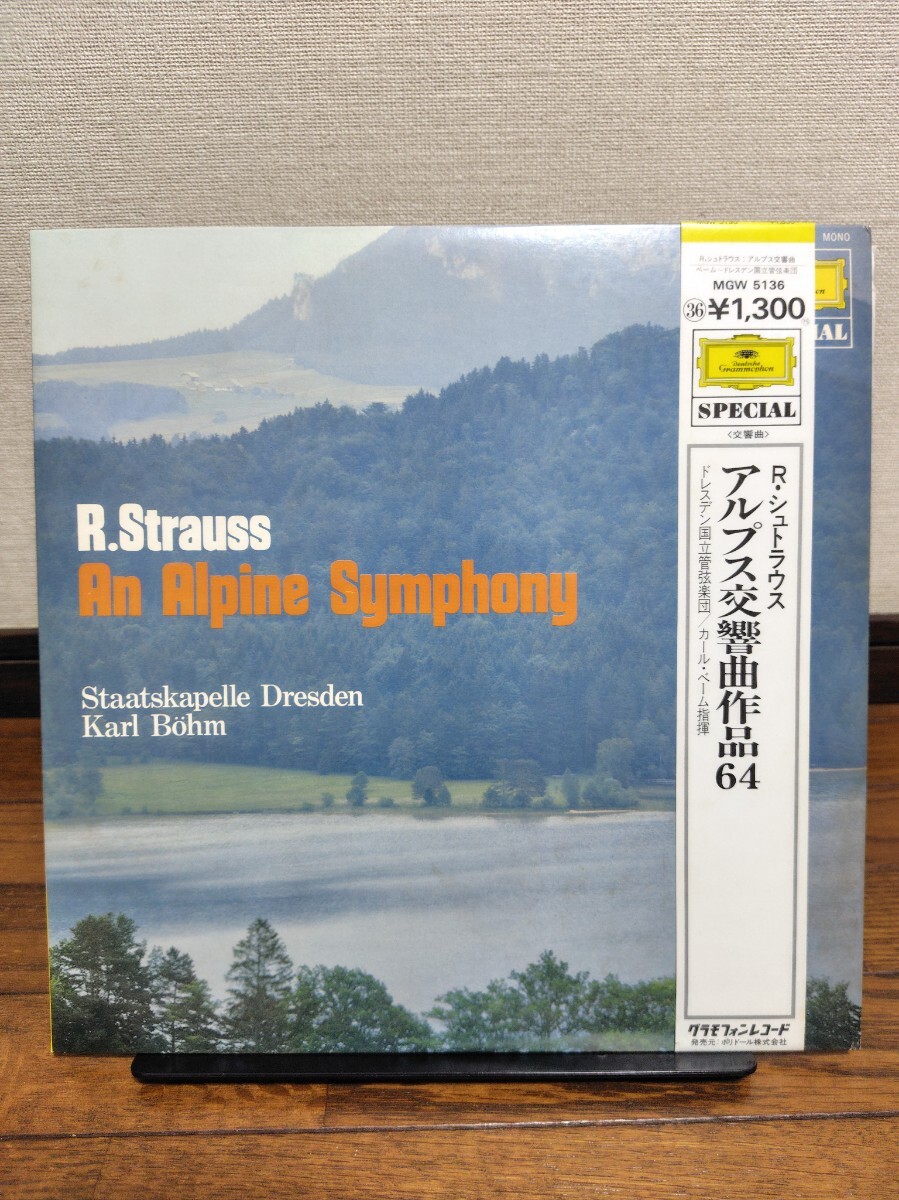 R.Strauss
An Alpine Symphony
Staatskapelle Dresden
Karl Böhm
MONO
R.シュトラウス:アルプス交響曲
ベーム=ドレスデン国立管弦楽団
MGW 5136
㊱¥1,300
Deutsche
Grammophon
SPECIAL
〈交響曲〉
R・シュトラウス
アルプス交響曲作品64
ドレスデン国立管弦楽団/カール・ベーム指揮
グラモフォンレコード
発売元:ポリドール株式会社